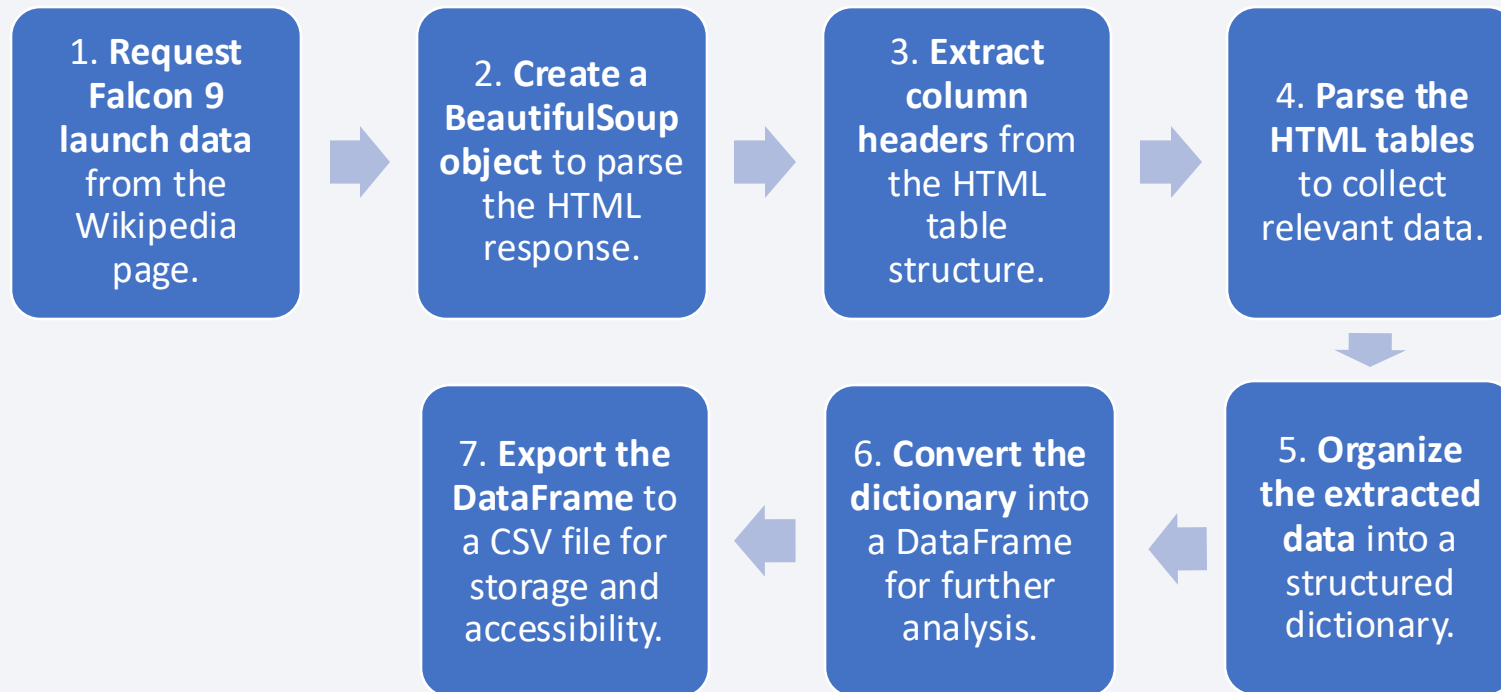 1. Request
Falcon 9
launch data
from the
Wikipedia
page.
2. Create a
BeautifulSoup
object to parse
the HTML
response.
3. Extract
column
headers from
the HTML
table
structure.
4. Parse the
HTML tables
to collect
relevant data.
5. Organize
the extracted
data into a
structured
dictionary.
6. Convert the
dictionary into
a DataFrame
for further
analysis.
7. Export the
DataFrame to
a CSV file for
storage and
accessibility.